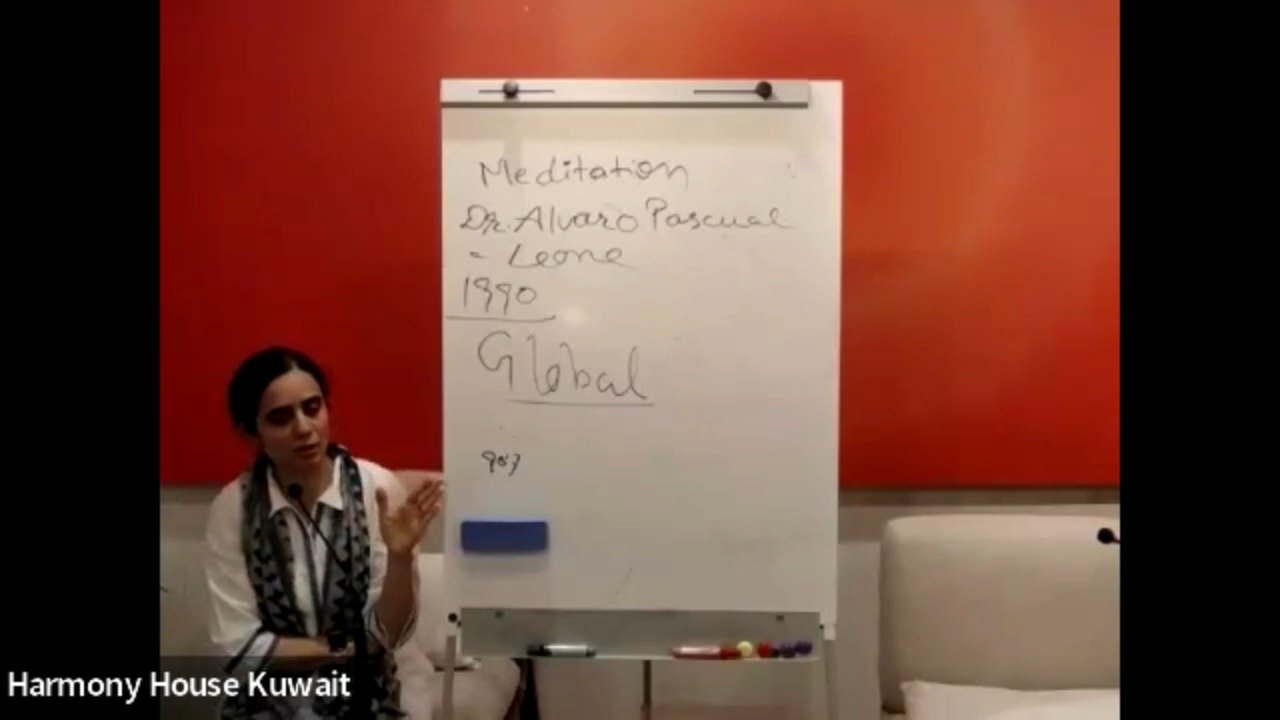 Meditation
Dr. Alvaro Pascual
- Leone
1990
Global
Harmony House Kuwait